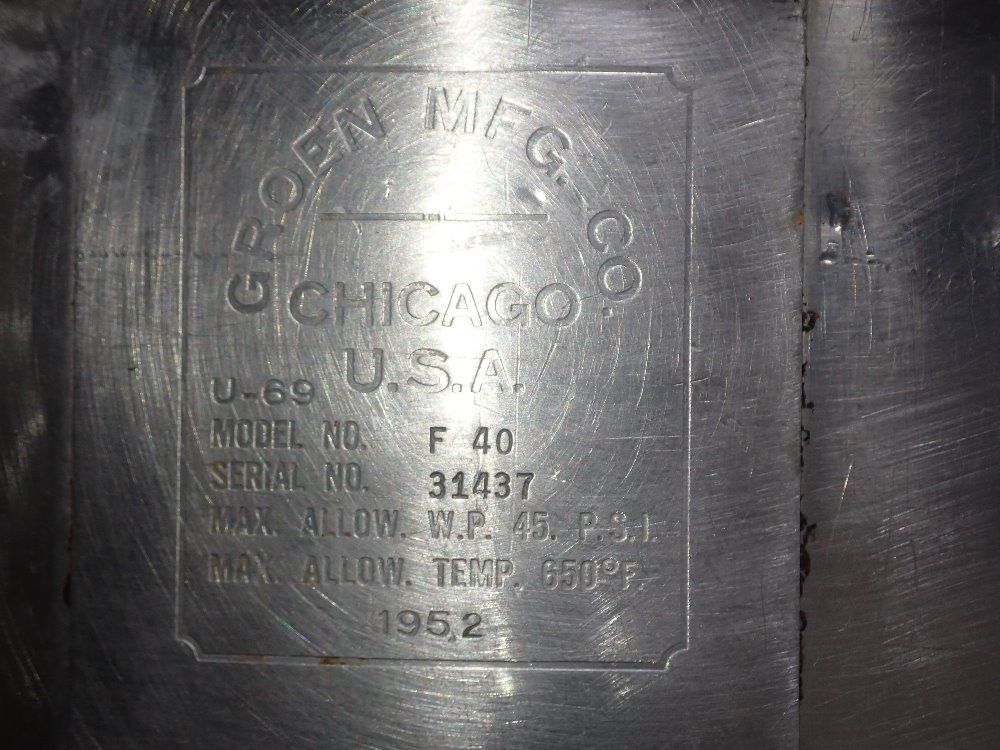 GROEN MFG. CO.
CHICAGO
U.S.A.
U-69
MODEL NO. F 40
SERIAL NO. 31437
MAX. ALLOW. W.P. 45. P.S.I.
MAX. ALLOW. TEMP. 650°F.
1952